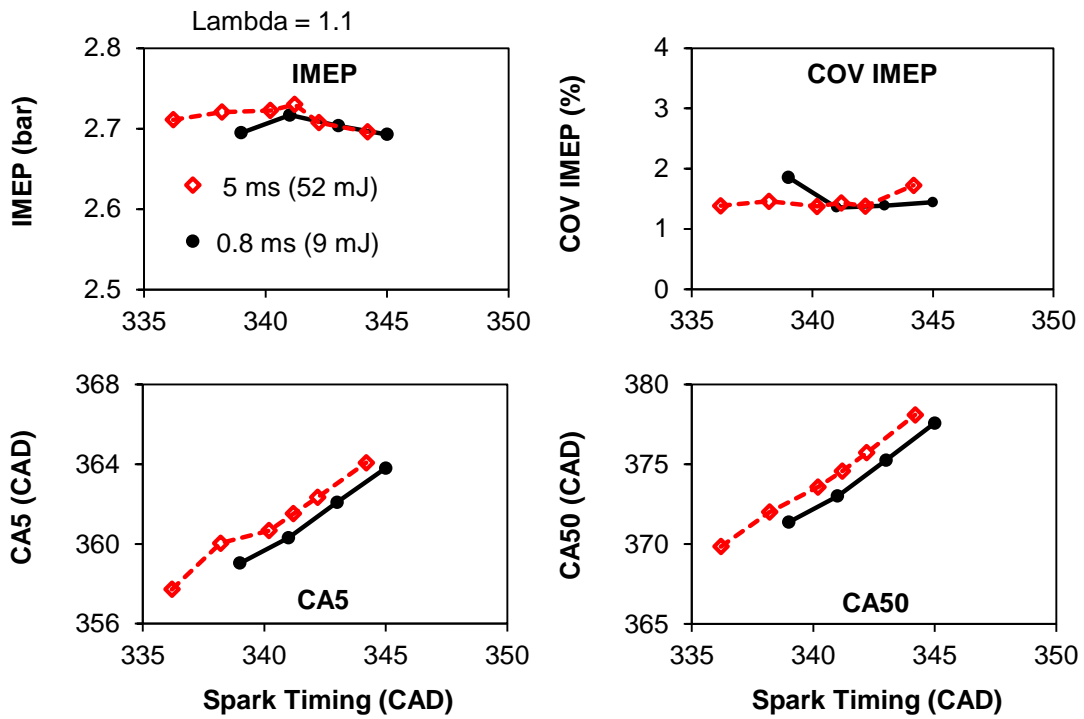 Lambda = 1.1
2.8
2.7
2.6
2.5
IMEP (bar)
IMEP
5 ms (52 mJ)
0.8 ms (9 mJ)
335 340 345 350
4
3
2
1
0
COV IMEP (%)
COV IMEP
335 340 345 350
368
364
360
356
CA5 (CAD)
CA5
335 340 345 350
Spark Timing (CAD)
380
375
370
365
CA50 (CAD)
CA50
335 340 345 350
Spark Timing (CAD)